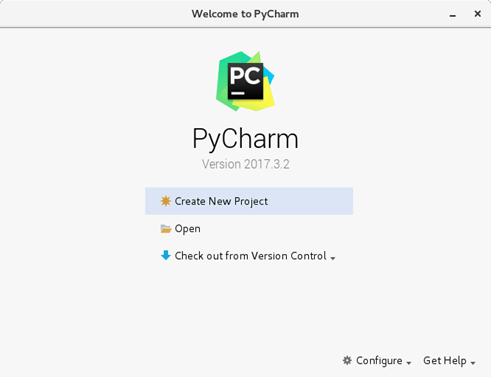 Welcome to PyCharm
PC
PyCharm
Version 2017.3.2
Create New Project
Open
Check out from Version Control
Configure
Get Help